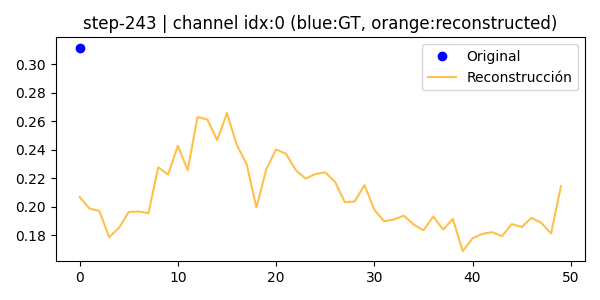 step-243 | channel idx:0 (blue:GT, orange:reconstructed)
Original
Reconstrucción
0.30
0.28
0.26
0.24
0.22
0.20
0.18
0 10 20 30 40 50